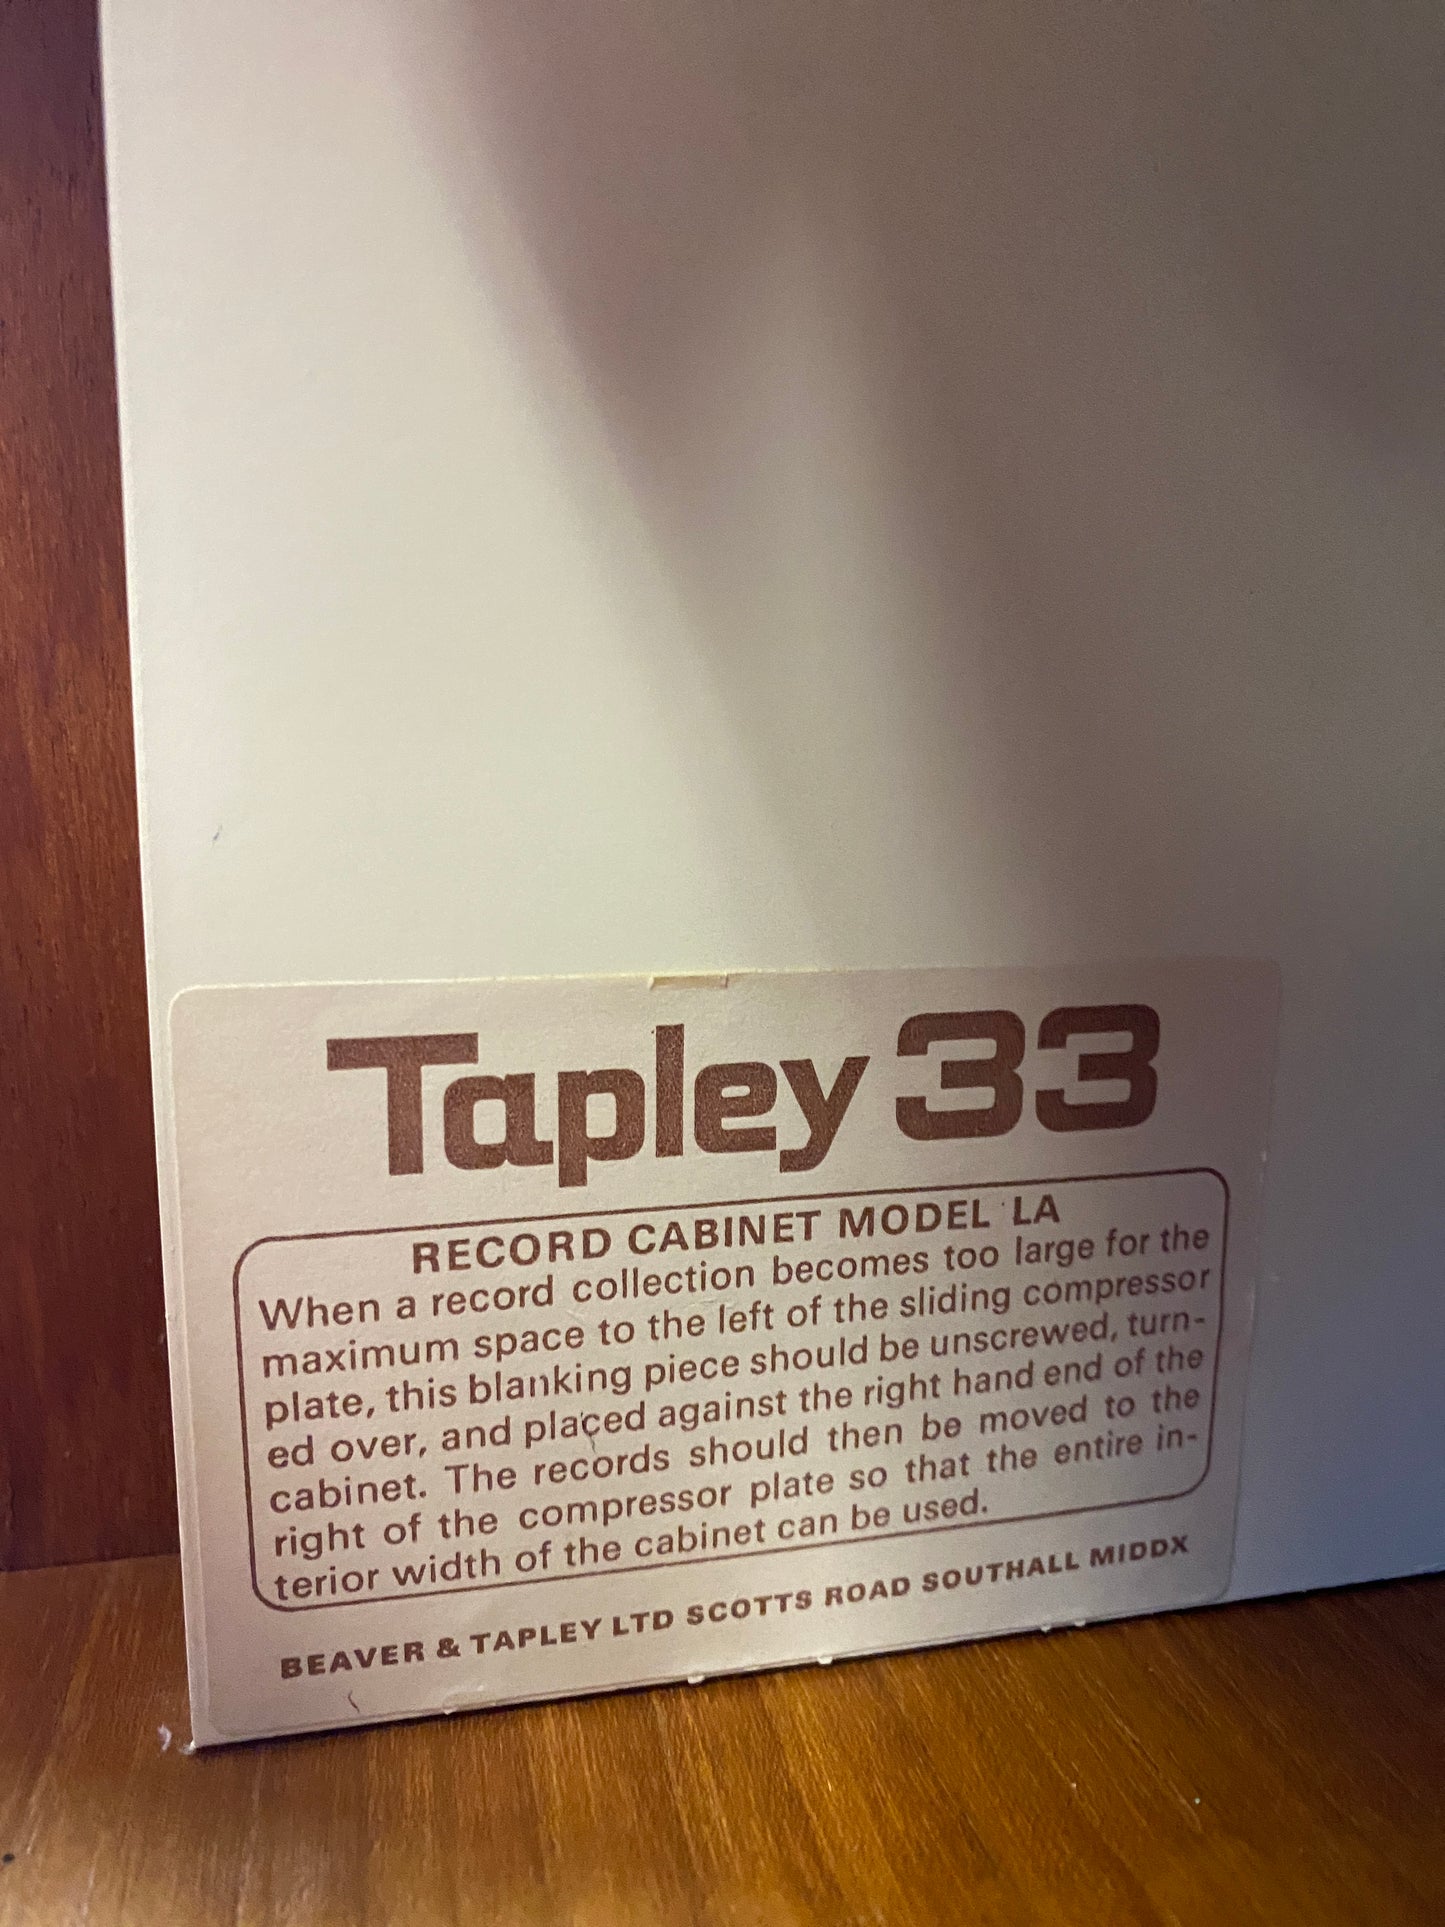 Tapley 33
RECORD CABINET MODEL LA
When a record collection becomes too large for the
maximum space to the left of the sliding compressor
plate, this blanking piece should be unscrewed, turn-
ed over, and placed against the right hand end of the
cabinet. The records should then be moved to the
right of the compressor plate so that the entire in-
terior width of the cabinet can be used.
BEAVER & TAPLEY LTD SCOTTS ROAD SOUTHALL MIDDX